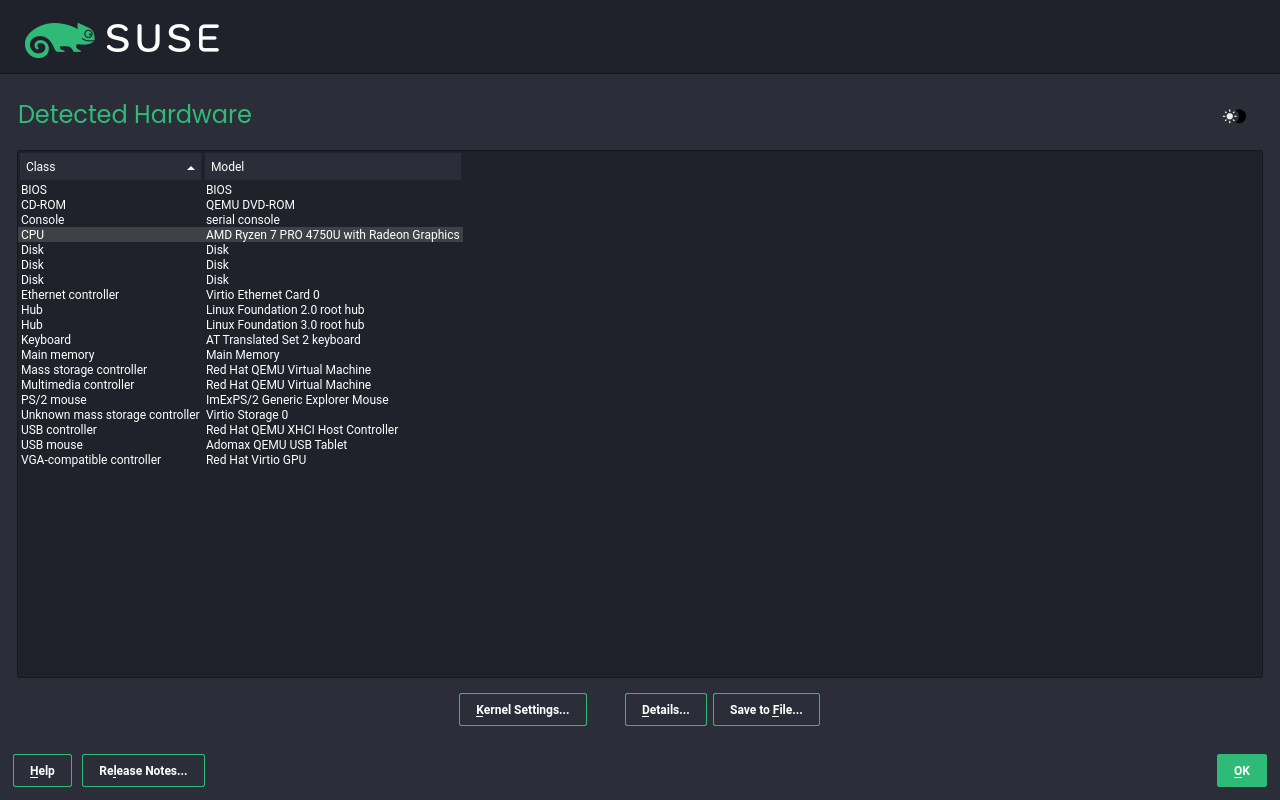 SUSE
Detected Hardware
Class Model
BIOS BIOS
CD-ROM QEMU DVD-ROM
Console serial console
CPU AMD Ryzen 7 PRO 4750U with Radeon Graphics
Disk Disk
Disk Disk
Disk Disk
Ethernet controller Virtio Ethernet Card 0
Hub Linux Foundation 2.0 root hub
Hub Linux Foundation 3.0 root hub
Keyboard AT Translated Set 2 keyboard
Main memory Main Memory
Mass storage controller Red Hat QEMU Virtual Machine
Multimedia controller Red Hat QEMU Virtual Machine
PS/2 mouse ImExPS/2 Generic Explorer Mouse
Unknown mass storage controller Virtio Storage 0
USB controller Red Hat QEMU XHCI Host Controller
USB mouse Adomax QEMU USB Tablet
VGA-compatible controller Red Hat Virtio GPU
Kernel Settings... Details... Save to File...
Help Release Notes... OK